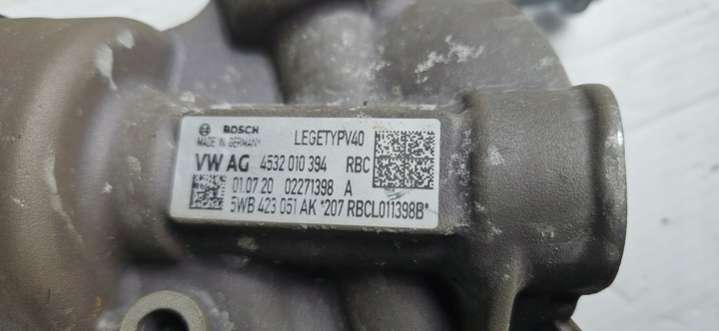 BOSCH LEGETYPV40
MADE IN GERMANY
VW AG 4532 010 394 RBC
01.07.20 02271398 A
5WB 423 051 AK *207 RBCL011398B*